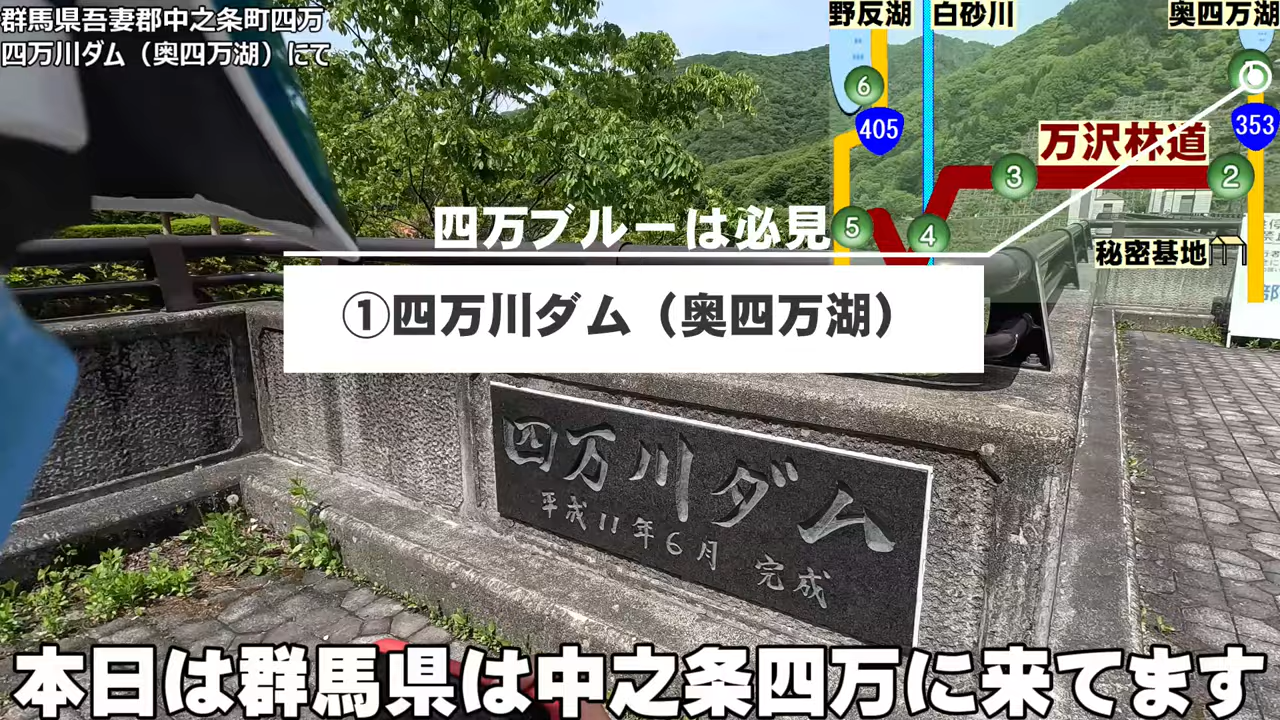 群馬県吾妻郡中之条町四万
四万川ダム（奥四万湖）にて
野反湖
白砂川
奥四万湖
6
405
353
万沢林道
3
2
5
4
秘密基地
四万ブルーは必見
①四万川ダム（奥四万湖）
四万川ダム
平成11年6月 完成
本日は群馬県は中之条四万に来てます